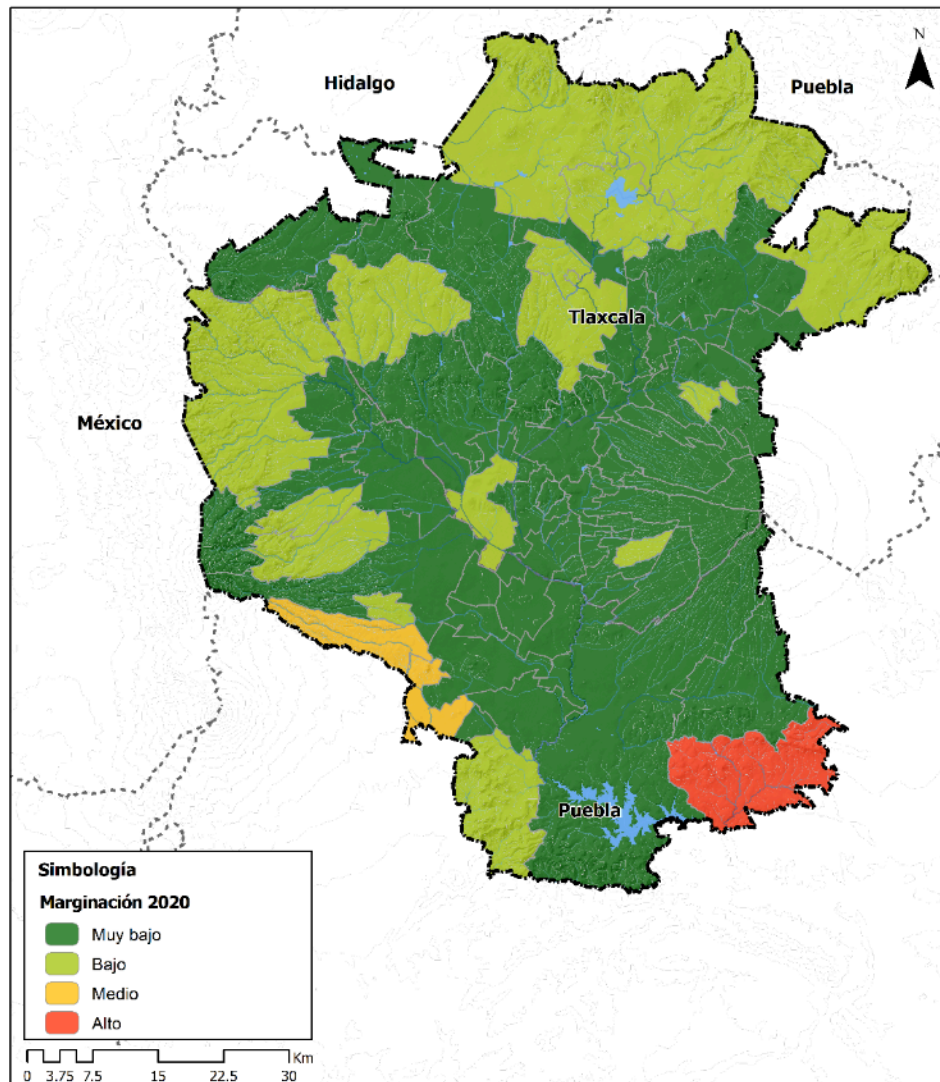 N
Hidalgo
Puebla
Tlaxcala
México
Puebla
Simbología
Marginación 2020
Muy bajo
Bajo
Medio
Alto
Km
0 3.75 7.5 15 22.5 30